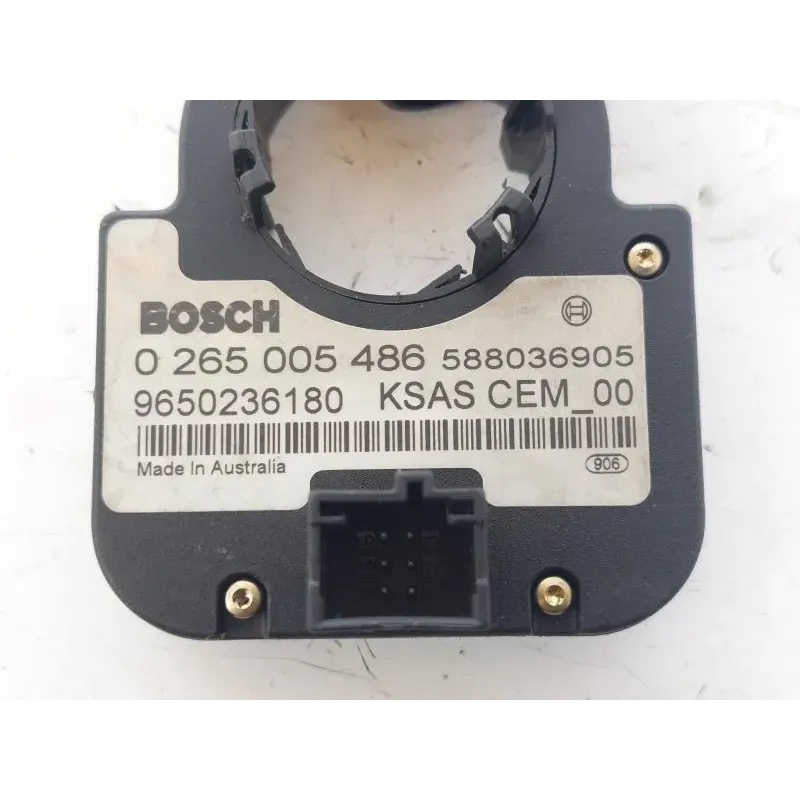 BOSCH
0 265 005 486 588036905
9650236180 KSAS CEM_00
Made In Australia 906